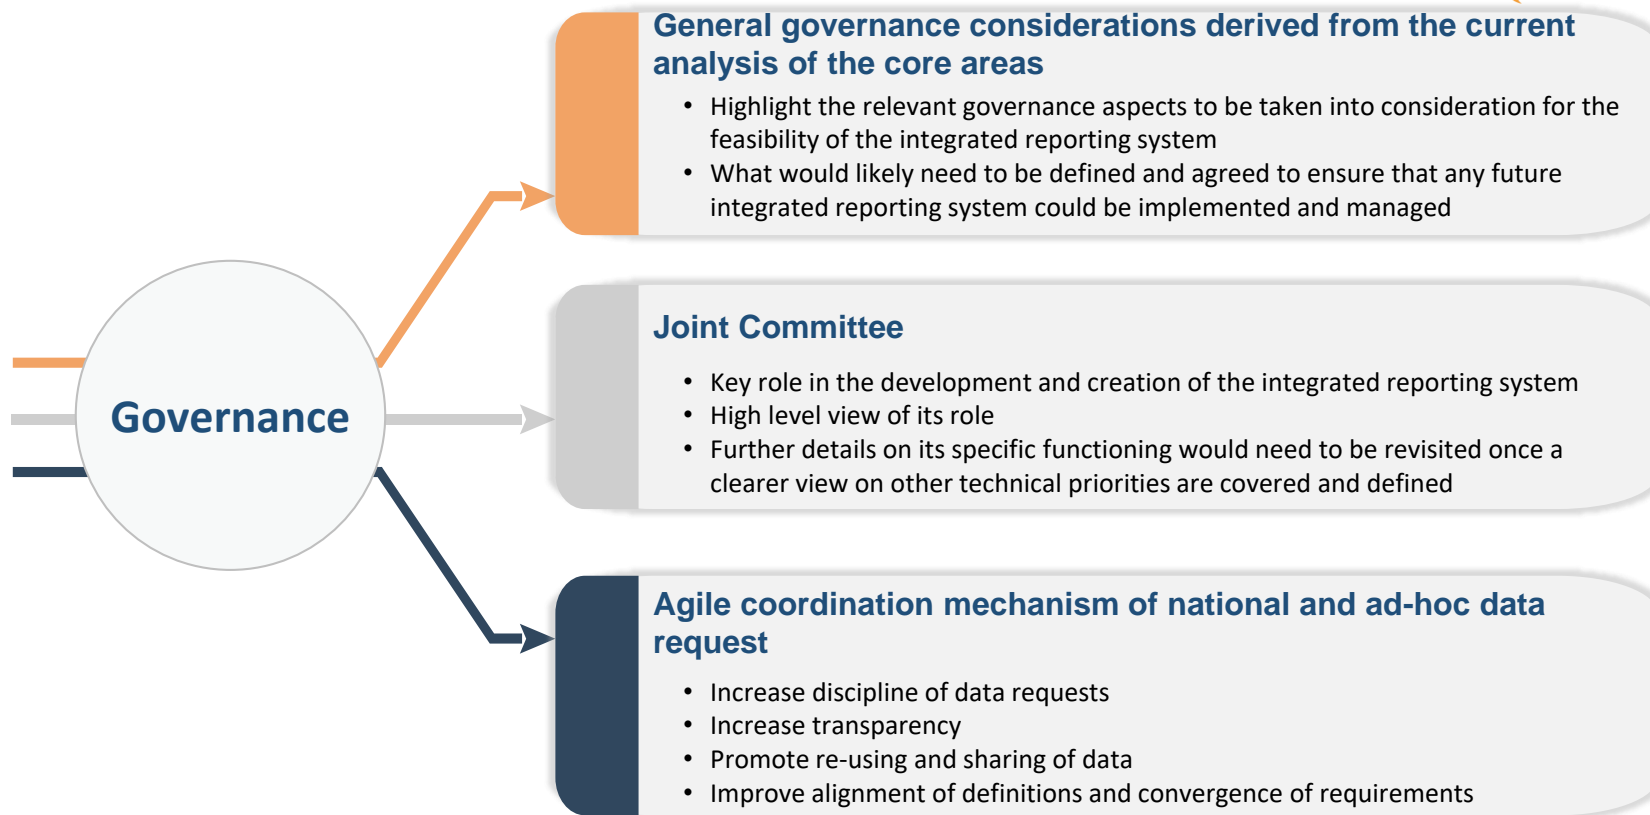 General governance considerations derived from the current
analysis of the core areas
• Highlight the relevant governance aspects to be taken into consideration for the
feasibility of the integrated reporting system
• What would likely need to be defined and agreed to ensure that any future
integrated reporting system could be implemented and managed
Governance
Joint Committee
• Key role in the development and creation of the integrated reporting system
• High level view of its role
• Further details on its specific functioning would need to be revisited once a
clearer view on other technical priorities are covered and defined
Agile coordination mechanism of national and ad-hoc data
request
• Increase discipline of data requests
• Increase transparency
• Promote re-using and sharing of data
• Improve alignment of definitions and convergence of requirements